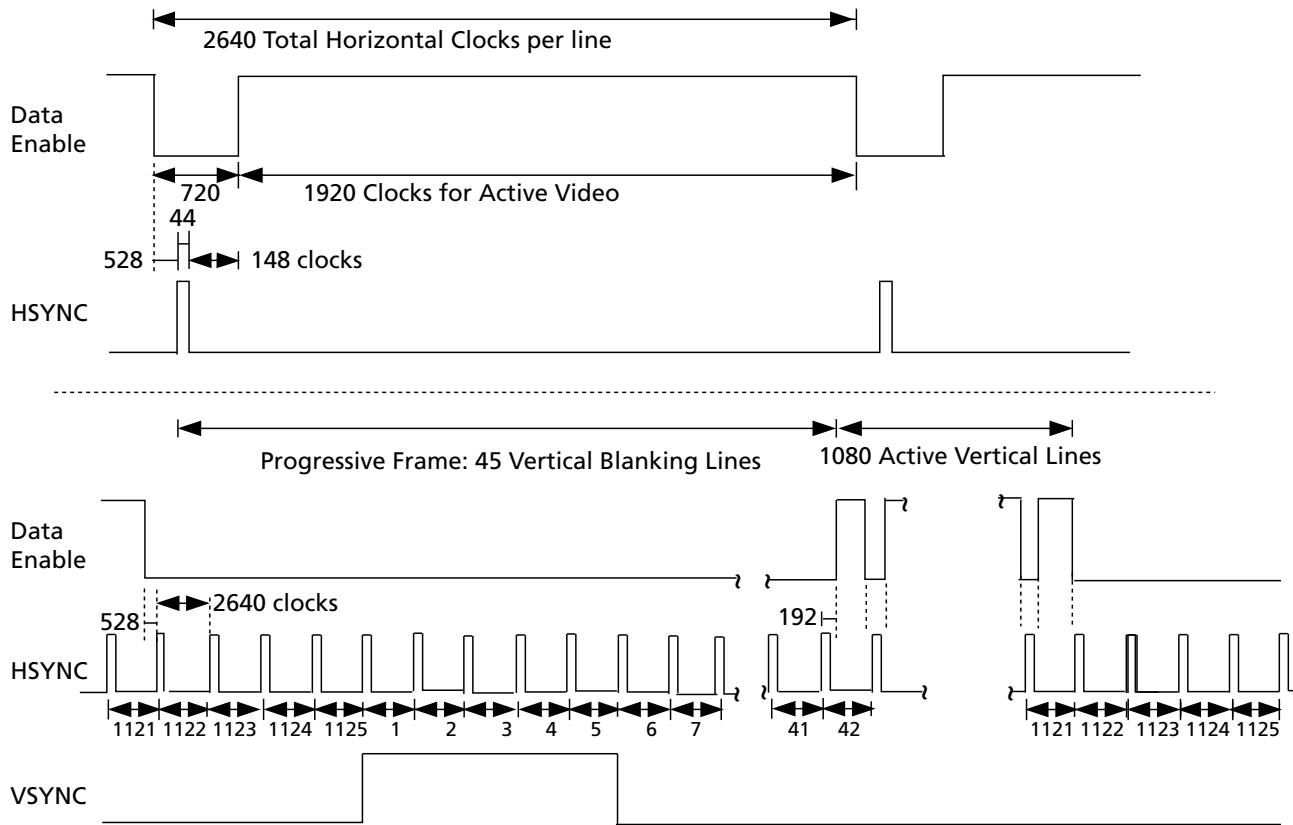 2640 Total Horizontal Clocks per line
Data
Enable
720
1920 Clocks for Active Video
44
528
148 clocks
HSYNC
Progressive Frame: 45 Vertical Blanking Lines
1080 Active Vertical Lines
Data
Enable
2640 clocks
528
192
HSYNC
1121 1122 1123 1124 1125 1 2 3 4 5 6 7 41 42 1121 1122 1123 1124 1125
VSYNC